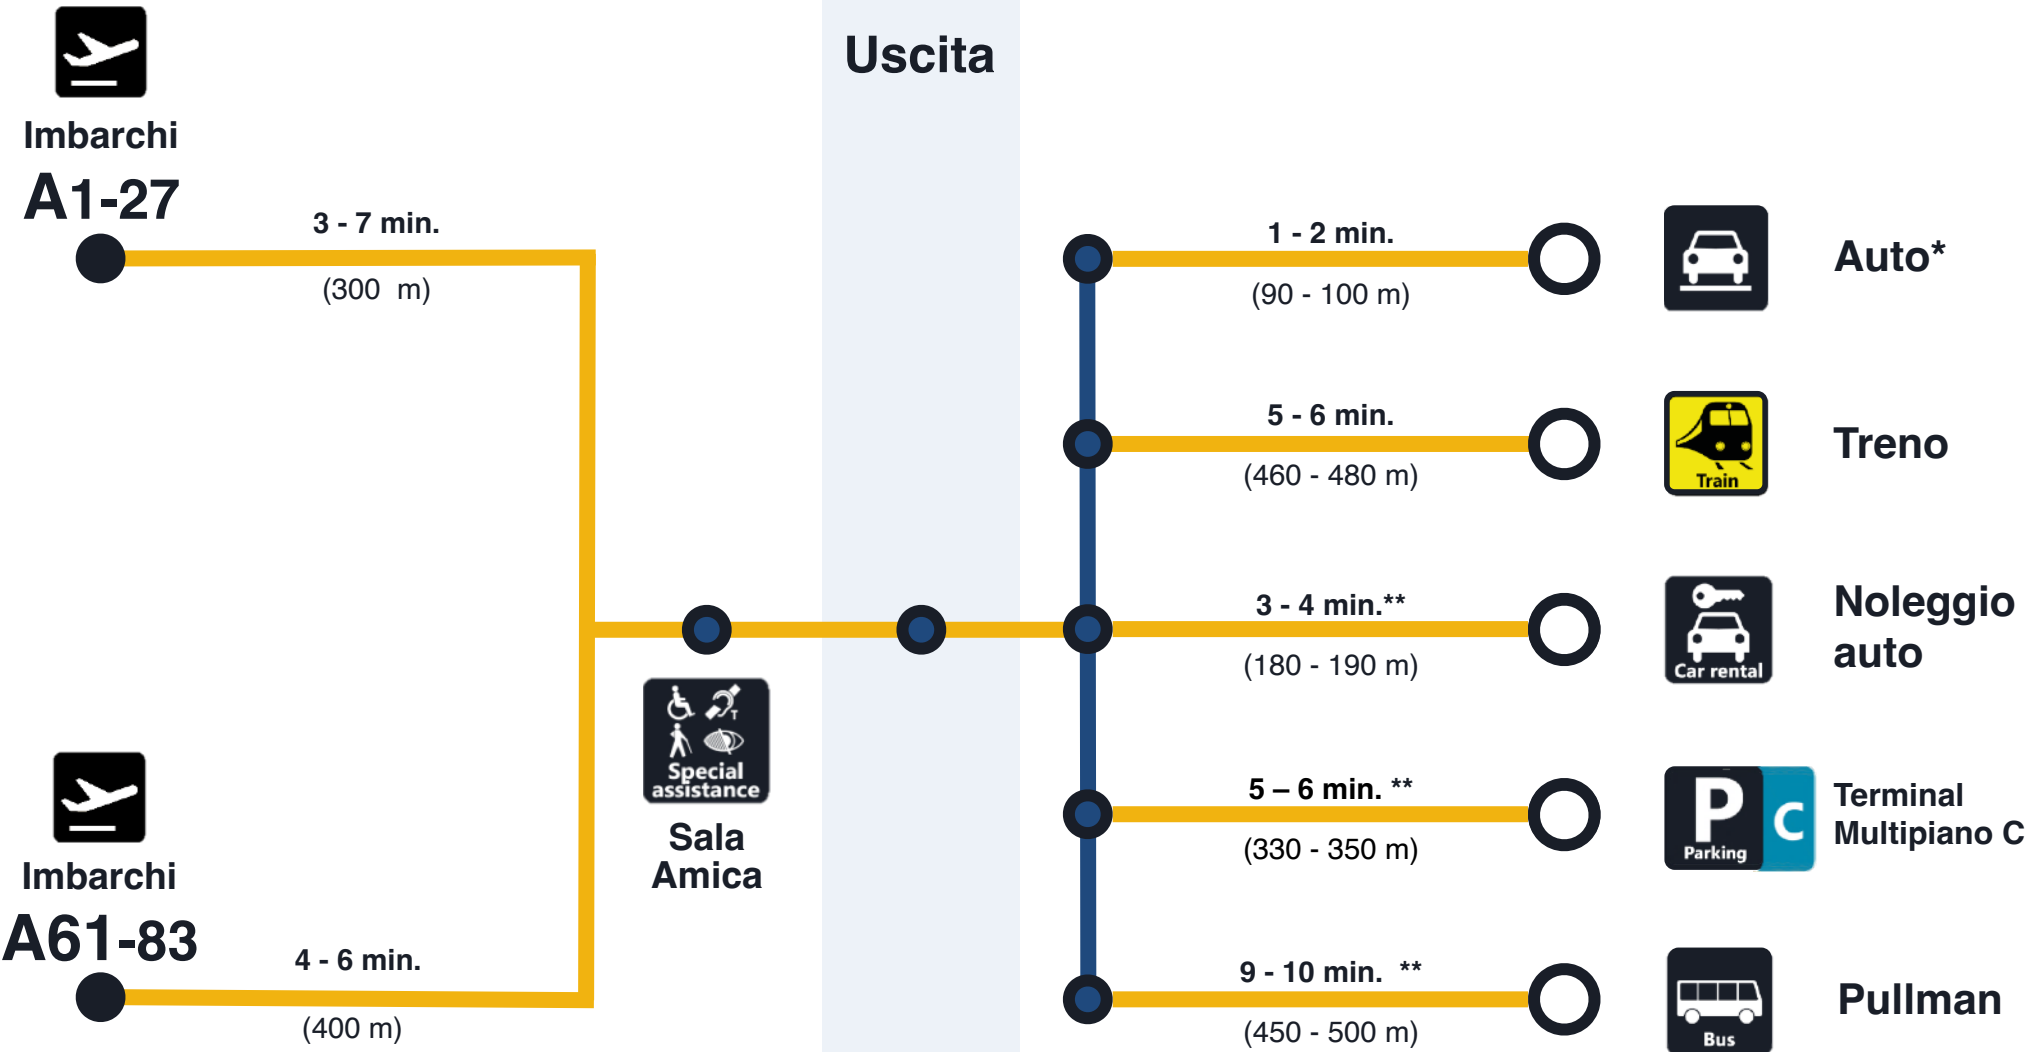 Uscita
Imbarchi
A1-27
3 - 7 min.
(300 m)
Imbarchi
A61-83
4 - 6 min.
(400 m)
T
Special
assistance
Sala
Amica
1 - 2 min.
(90 - 100 m)
Auto*
5 - 6 min.
(460 - 480 m)
Train
Treno
3 - 4 min.**
(180 - 190 m)
Car rental
Noleggio
auto
5 – 6 min. **
(330 - 350 m)
P C
Parking
Terminal
Multipiano C
9 - 10 min. **
(450 - 500 m)
Bus
Pullman